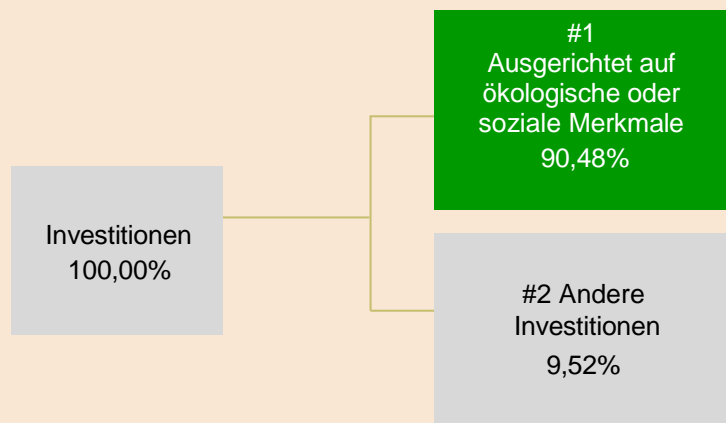 #1
Ausgerichtet auf
ökologische oder
soziale Merkmale
90,48%
Investitionen
100,00%
#2 Andere
Investitionen
9,52%